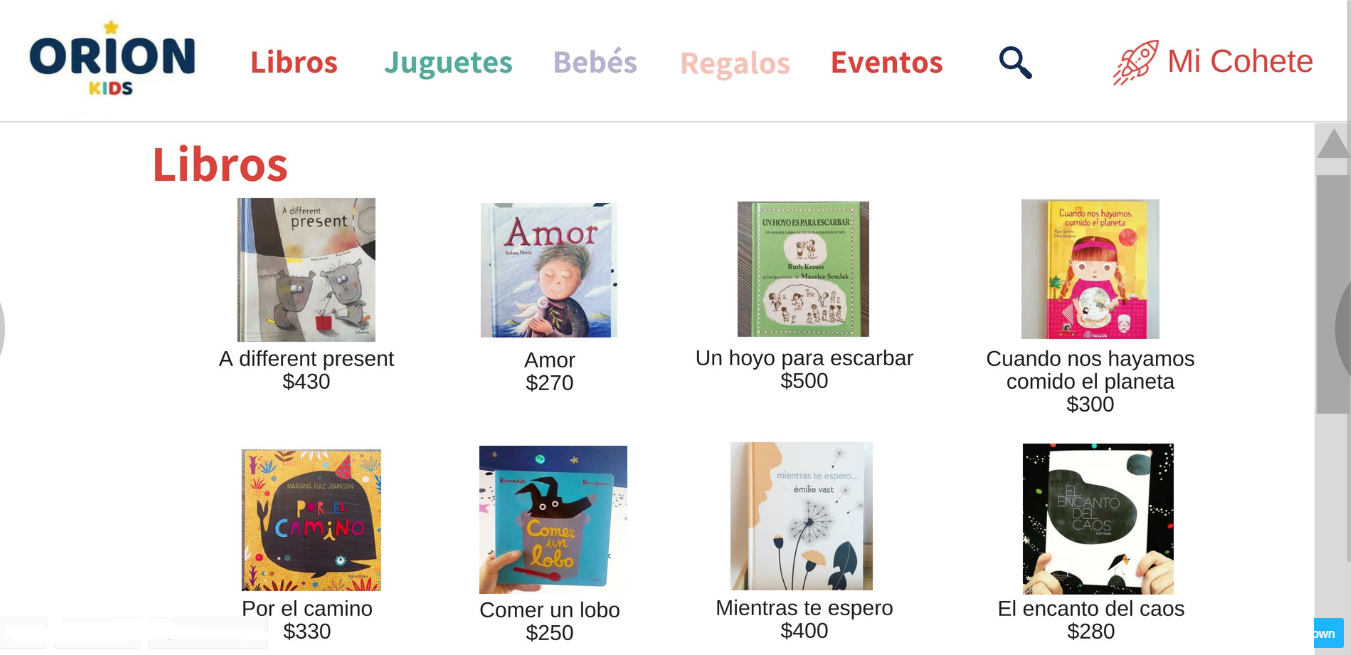 ORION
KIDS
Libros
Juguetes
Bebés
Regalos
Eventos
Mi Cohete
Libros
A different
present
Amor
UN HOYO ES PARA ESCARBAR
Ruth Krauss
Maurice Sendak
Cuando nos hayamos
comido el planeta
A different present
$430
Amor
$270
Un hoyo para escarbar
$500
Cuando nos hayamos
comido el planeta
$300
MARIANA RUIZ JOHNSON
POR EL
CAMINO
Comer
un
lobo
mientras te espero...
émilie vast
EL
ENCANTO
DEL
CAOS
Por el camino
$330
Comer un lobo
$250
Mientras te espero
$400
El encanto del caos
$280
own